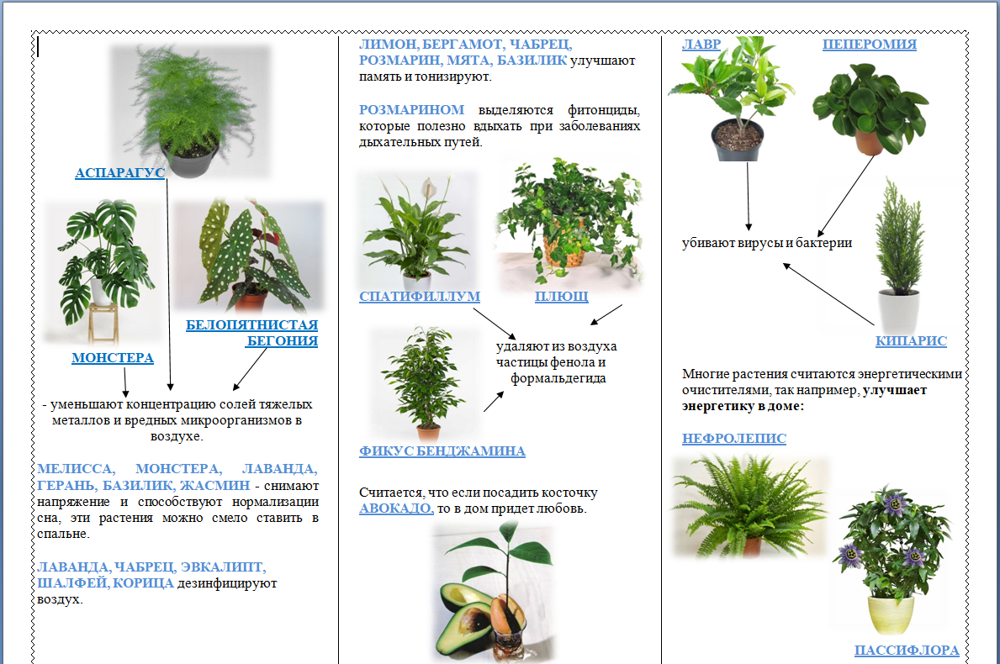 АСПАРАГУС
БЕЛОПЯТНИСТАЯ
БЕГОНИЯ
МОНСТЕРА
- уменьшают концентрацию солей тяжелых
металлов и вредных микроорганизмов в
воздухе.
МЕЛИССА, МОНСТЕРА, ЛАВАНДА,
ГЕРАНЬ, БАЗИЛИК, ЖАСМИН - снимают
напряжение и способствуют нормализации
сна, эти растения можно смело ставить в
спальне.
ЛАВАНДА, ЧАБРЕЦ, ЭВКАЛИПТ,
ШАЛФЕЙ, КОРИЦА дезинфицируют
воздух.
ЛИМОН, БЕРГАМОТ, ЧАБРЕЦ,
РОЗМАРИН, МЯТА, БАЗИЛИК улучшают
память и тонизируют.
РОЗМАРИНОМ выделяются фитонциды,
которые полезно вдыхать при заболеваниях
дыхательных путей.
СПАТИФИЛЛУМ ПЛЮЩ
удаляют из воздуха
частицы фенола и
формальдегида
ФИКУС БЕНДЖАМИНА
Считается, что если посадить косточку
АВОКАДО, то в дом придет любовь.
ЛАВР ПЕПЕРОМИЯ
убивают вирусы и бактерии
КИПАРИС
Многие растения считаются энергетическими
очистителями, так например, улучшает
энергетику в доме:
НЕФРОЛЕПИС
ПАССИФЛОРА